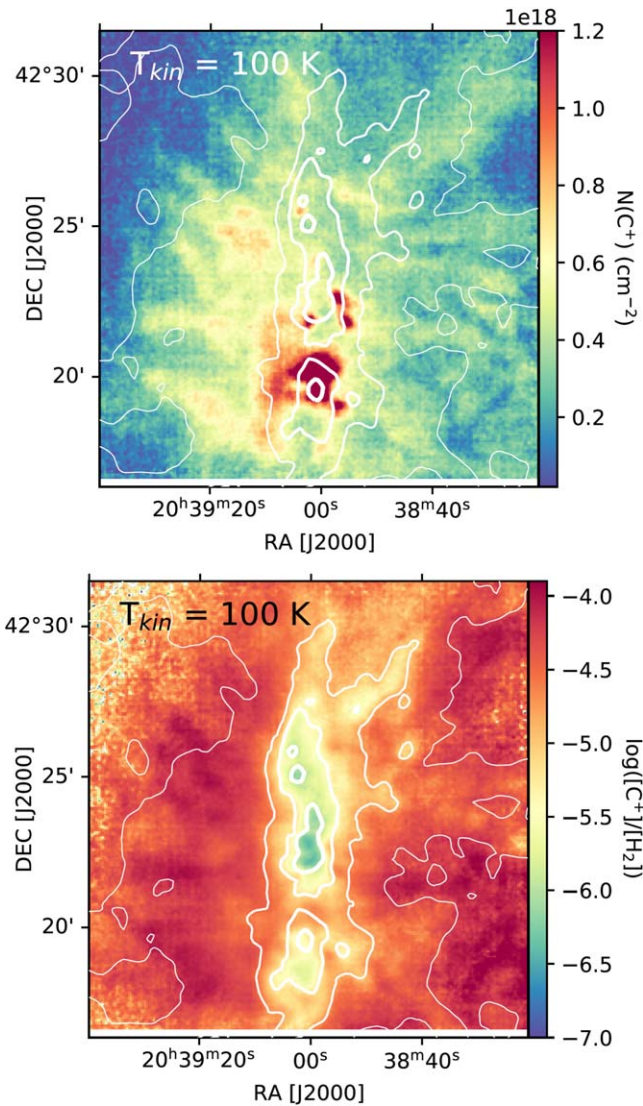 1e18
T_kin = 100 K
1.2
42°30'
1.0
0.8
25'
DEC [J2000]
N(C⁺) (cm⁻²)
0.6
0.4
20'
0.2
20ʰ39ᵐ20ˢ 00ˢ 38ᵐ40ˢ
RA [J2000]
T_kin = 100 K
−4.0
42°30'
−4.5
−5.0
25'
DEC [J2000]
log([C⁺]/[H₂])
−5.5
−6.0
20'
−6.5
−7.0
20ʰ39ᵐ20ˢ 00ˢ 38ᵐ40ˢ
RA [J2000]